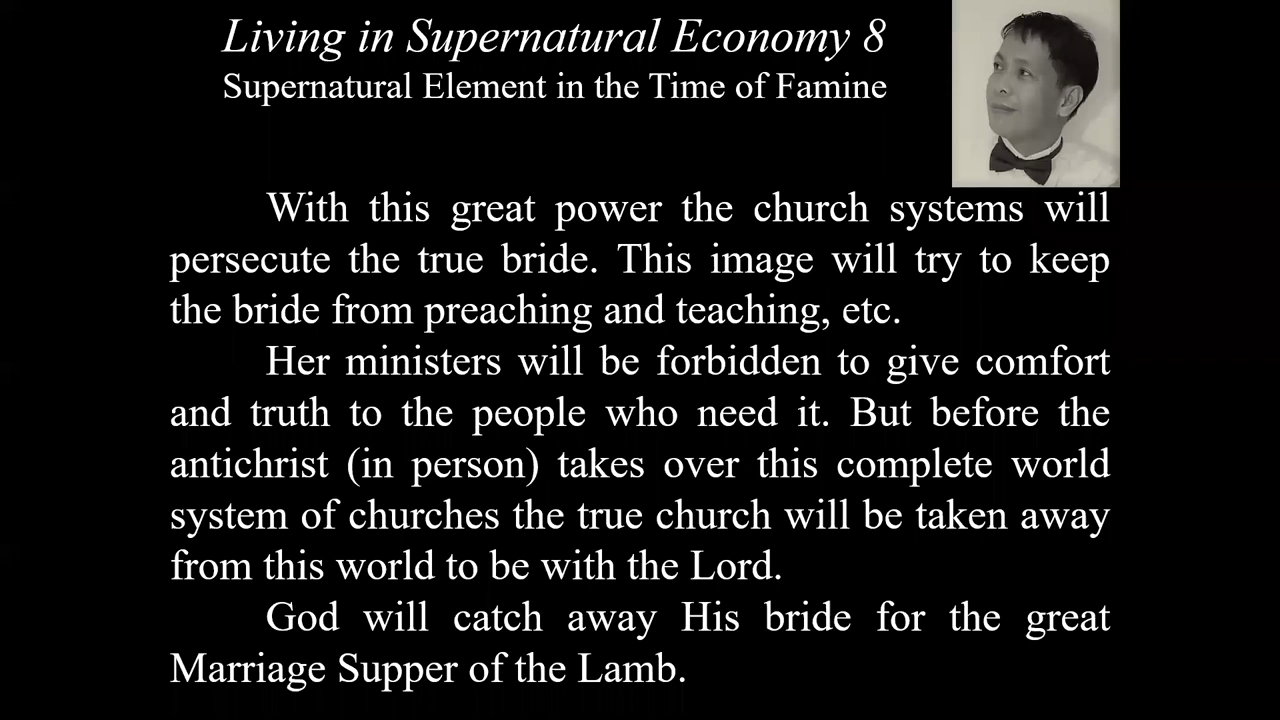 Living in Supernatural Economy 8
Supernatural Element in the Time of Famine
With this great power the church systems will
persecute the true bride. This image will try to keep
the bride from preaching and teaching, etc.
Her ministers will be forbidden to give comfort
and truth to the people who need it. But before the
antichrist (in person) takes over this complete world
system of churches the true church will be taken away
from this world to be with the Lord.
God will catch away His bride for the great
Marriage Supper of the Lamb.